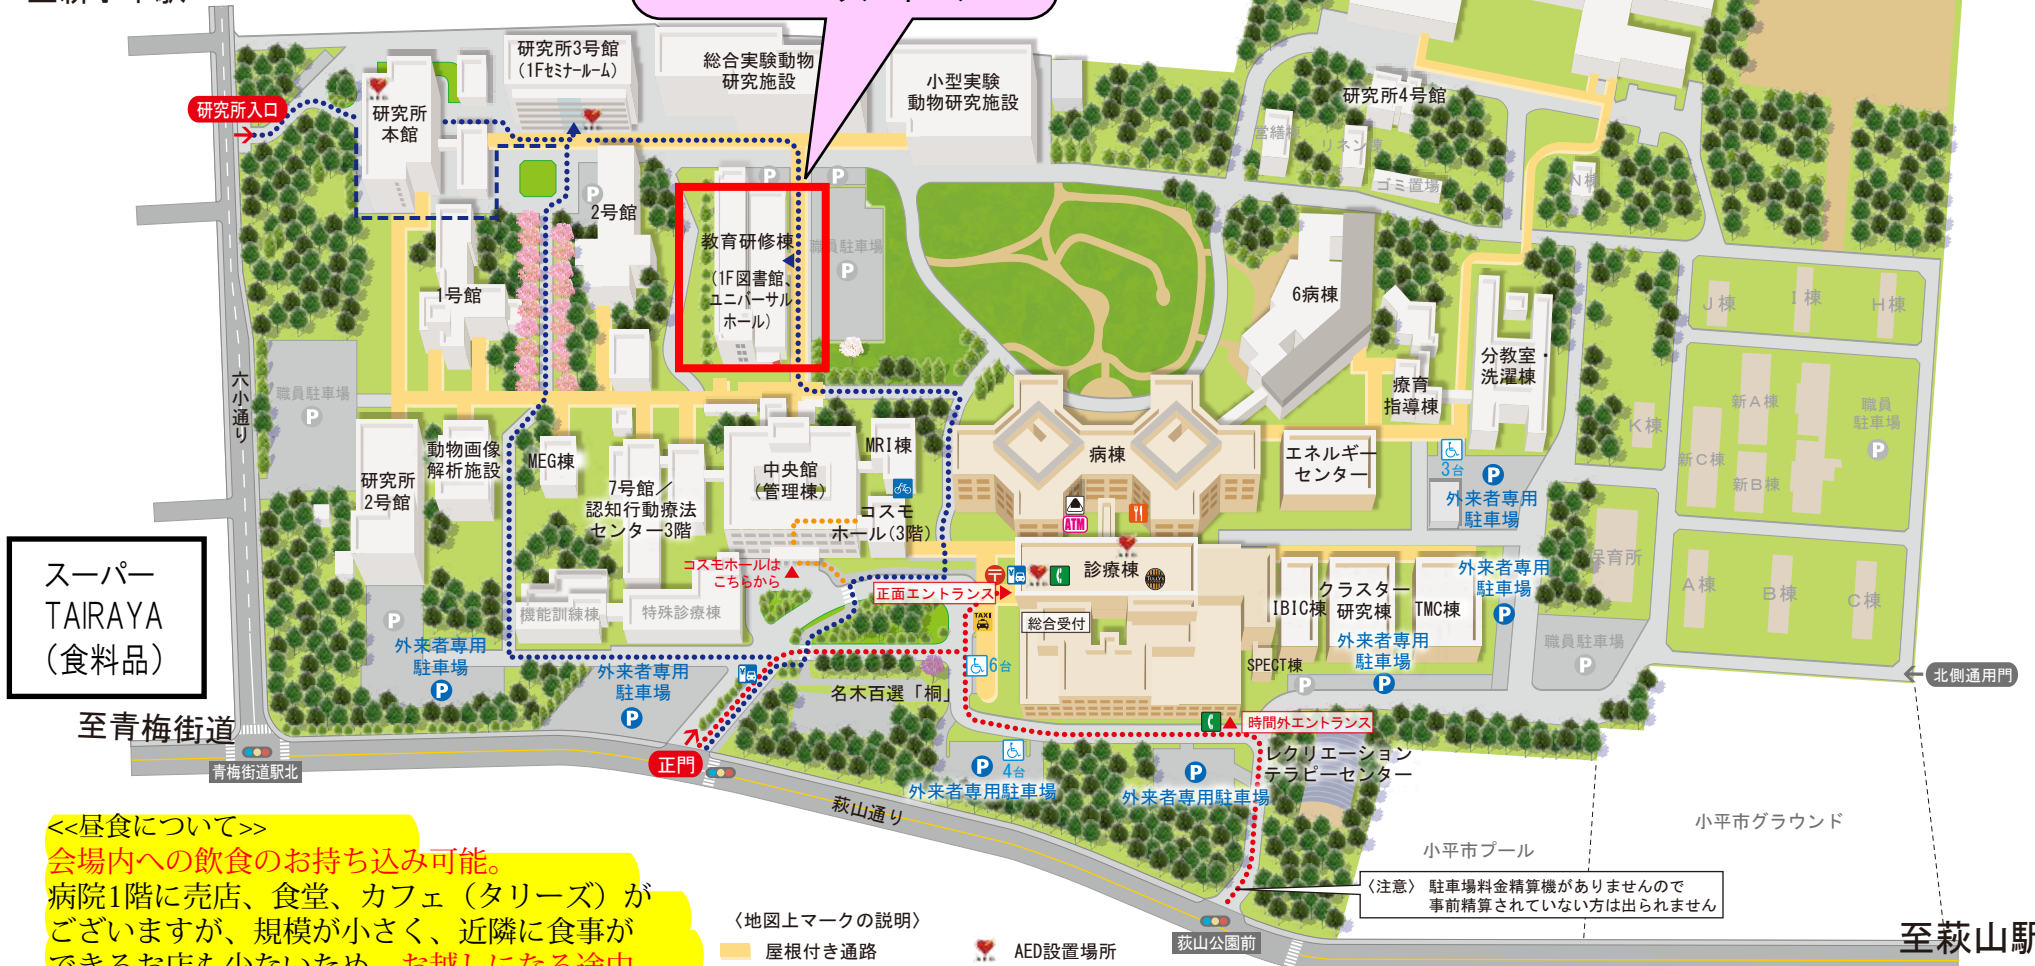 研究所3号館
(1Fセミナールーム)
総合実験動物
研究施設
小型実験
動物研究施設
研究所4号館
営繕棟
リネン棟
ゴミ置場
N棟
研究所入口
研究所
本館
P
P
P
2号館
教育研修棟
(1F図書館、
ユニバーサル
ホール)
職員駐車場
P
1号館
6病棟
J棟
I棟
H棟
六小通り
職員駐車場
P
分教室・
洗濯棟
療育
指導棟
新A棟
K棟
職員
駐車場
P
新C棟
新B棟
研究所
2号館
動物画像
解析施設
MEG棟
7号館／
認知行動療法
センター3階
中央館
(管理棟)
MRI棟
コスモ
ホール(3階)
病棟
ATM
エネルギー
センター
3台
P
外来者専用
駐車場
スーパー
TAIRAYA
(食料品)
コスモホールは
こちらから
正面エントランス
診療棟
TULLY'S
総合受付
TAXI
IBIC棟
クラスター
研究棟
TMC棟
外来者専用
駐車場
P
保育所
A棟
B棟
C棟
機能訓練棟
特殊診療棟
P
外来者専用
駐車場
P
外来者専用
駐車場
P
6台
名木百選「桐」
SPECT棟
外来者専用
駐車場
P
P
職員駐車場
P
北側通用門
至青梅街道
青梅街道駅北
正門
時間外エントランス
レクリエーション
テラピーセンター
P
4台
外来者専用駐車場
P
外来者専用駐車場
萩山通り
小平市グラウンド
小平市プール
〈注意〉 駐車場料金精算機がありませんので
事前精算されていない方は出られません
萩山公園前
至萩山駅
<<昼食について>>
会場内への飲食のお持ち込み可能。
病院1階に売店、食堂、カフェ（タリーズ）が
ございますが、規模が小さく、近隣に食事が
できるお店も少ないため、お越しになる途中
〈地図上マークの説明〉
屋根付き通路
AED設置場所